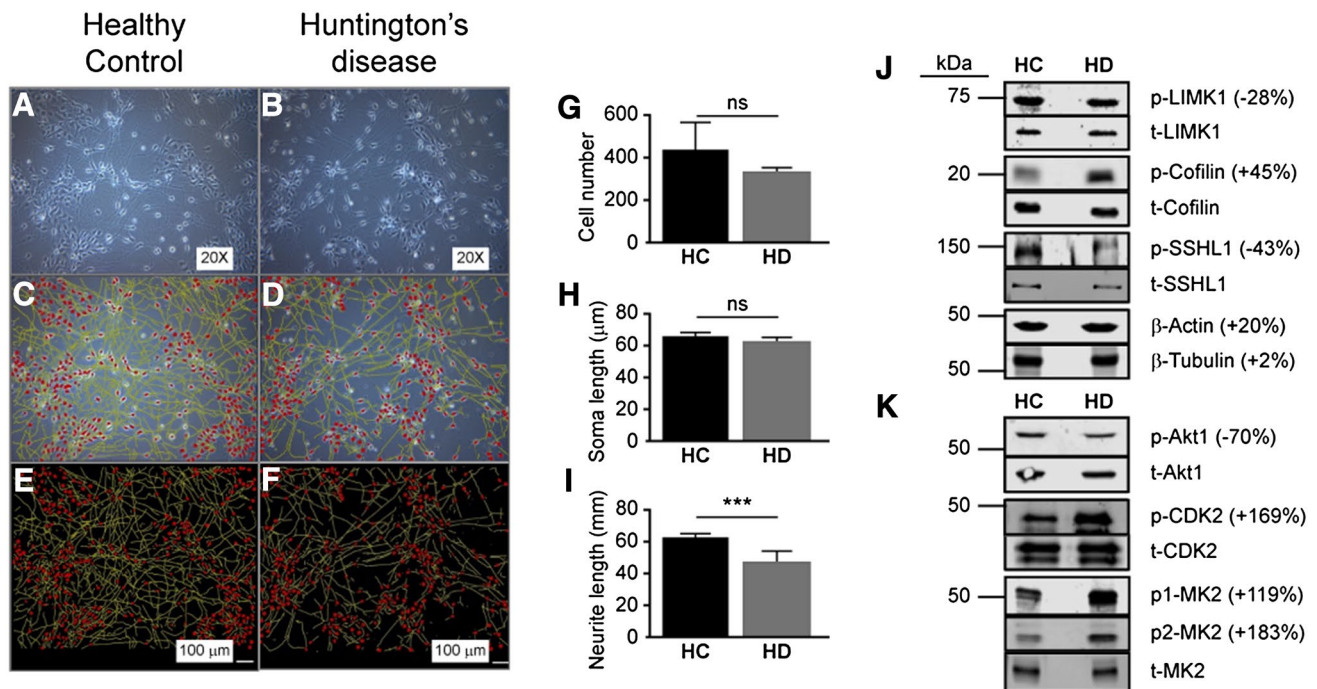 Healthy
Control
Huntington's
disease
A
20X
B
20X
C
D
E
100 μm
F
100 μm
G
Cell number
600
400
200
0
ns
HC
HD
H
Soma length (μm)
80
60
40
20
0
ns
HC
HD
I
Neurite length (mm)
80
60
40
20
0
***
HC
HD
J
kDa
HC
HD
75
p-LIMK1 (-28%)
t-LIMK1
20
p-Cofilin (+45%)
t-Cofilin
150
p-SSHL1 (-43%)
t-SSHL1
50
β-Actin (+20%)
50
β-Tubulin (+2%)
K
HC
HD
50
p-Akt1 (-70%)
t-Akt1
50
p-CDK2 (+169%)
t-CDK2
50
p1-MK2 (+119%)
p2-MK2 (+183%)
t-MK2